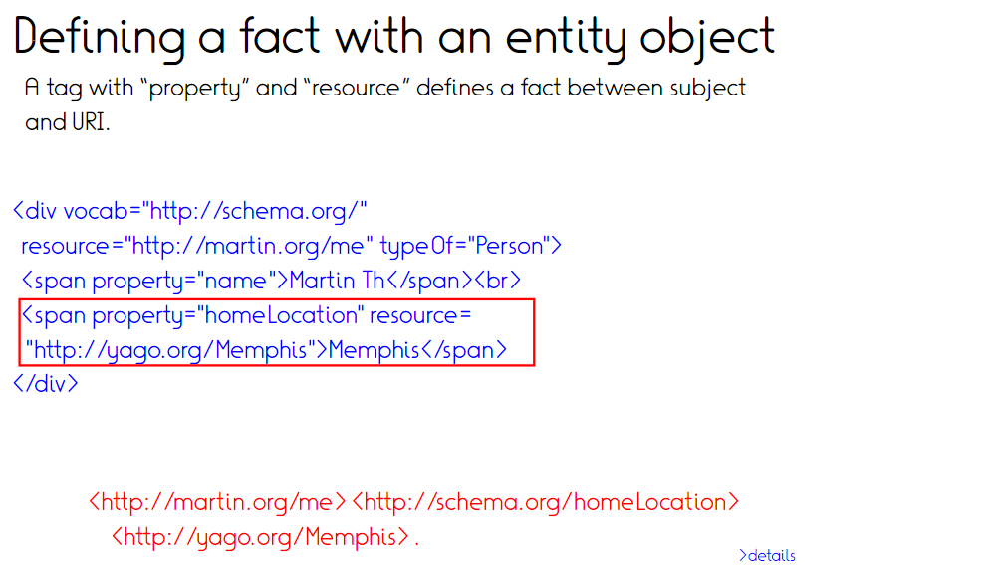 Defining a fact with an entity object
A tag with “property” and “resource” defines a fact between subject
and URI.
<div vocab="http://schema.org/"
resource="http://martin.org/me" typeOf="Person">
<span property="name">Martin Th</span><br>
<span property="homeLocation" resource=
"http://yago.org/Memphis">Memphis</span>
</div>
<http://martin.org/me> <http://schema.org/homeLocation>
<http://yago.org/Memphis> .
>details